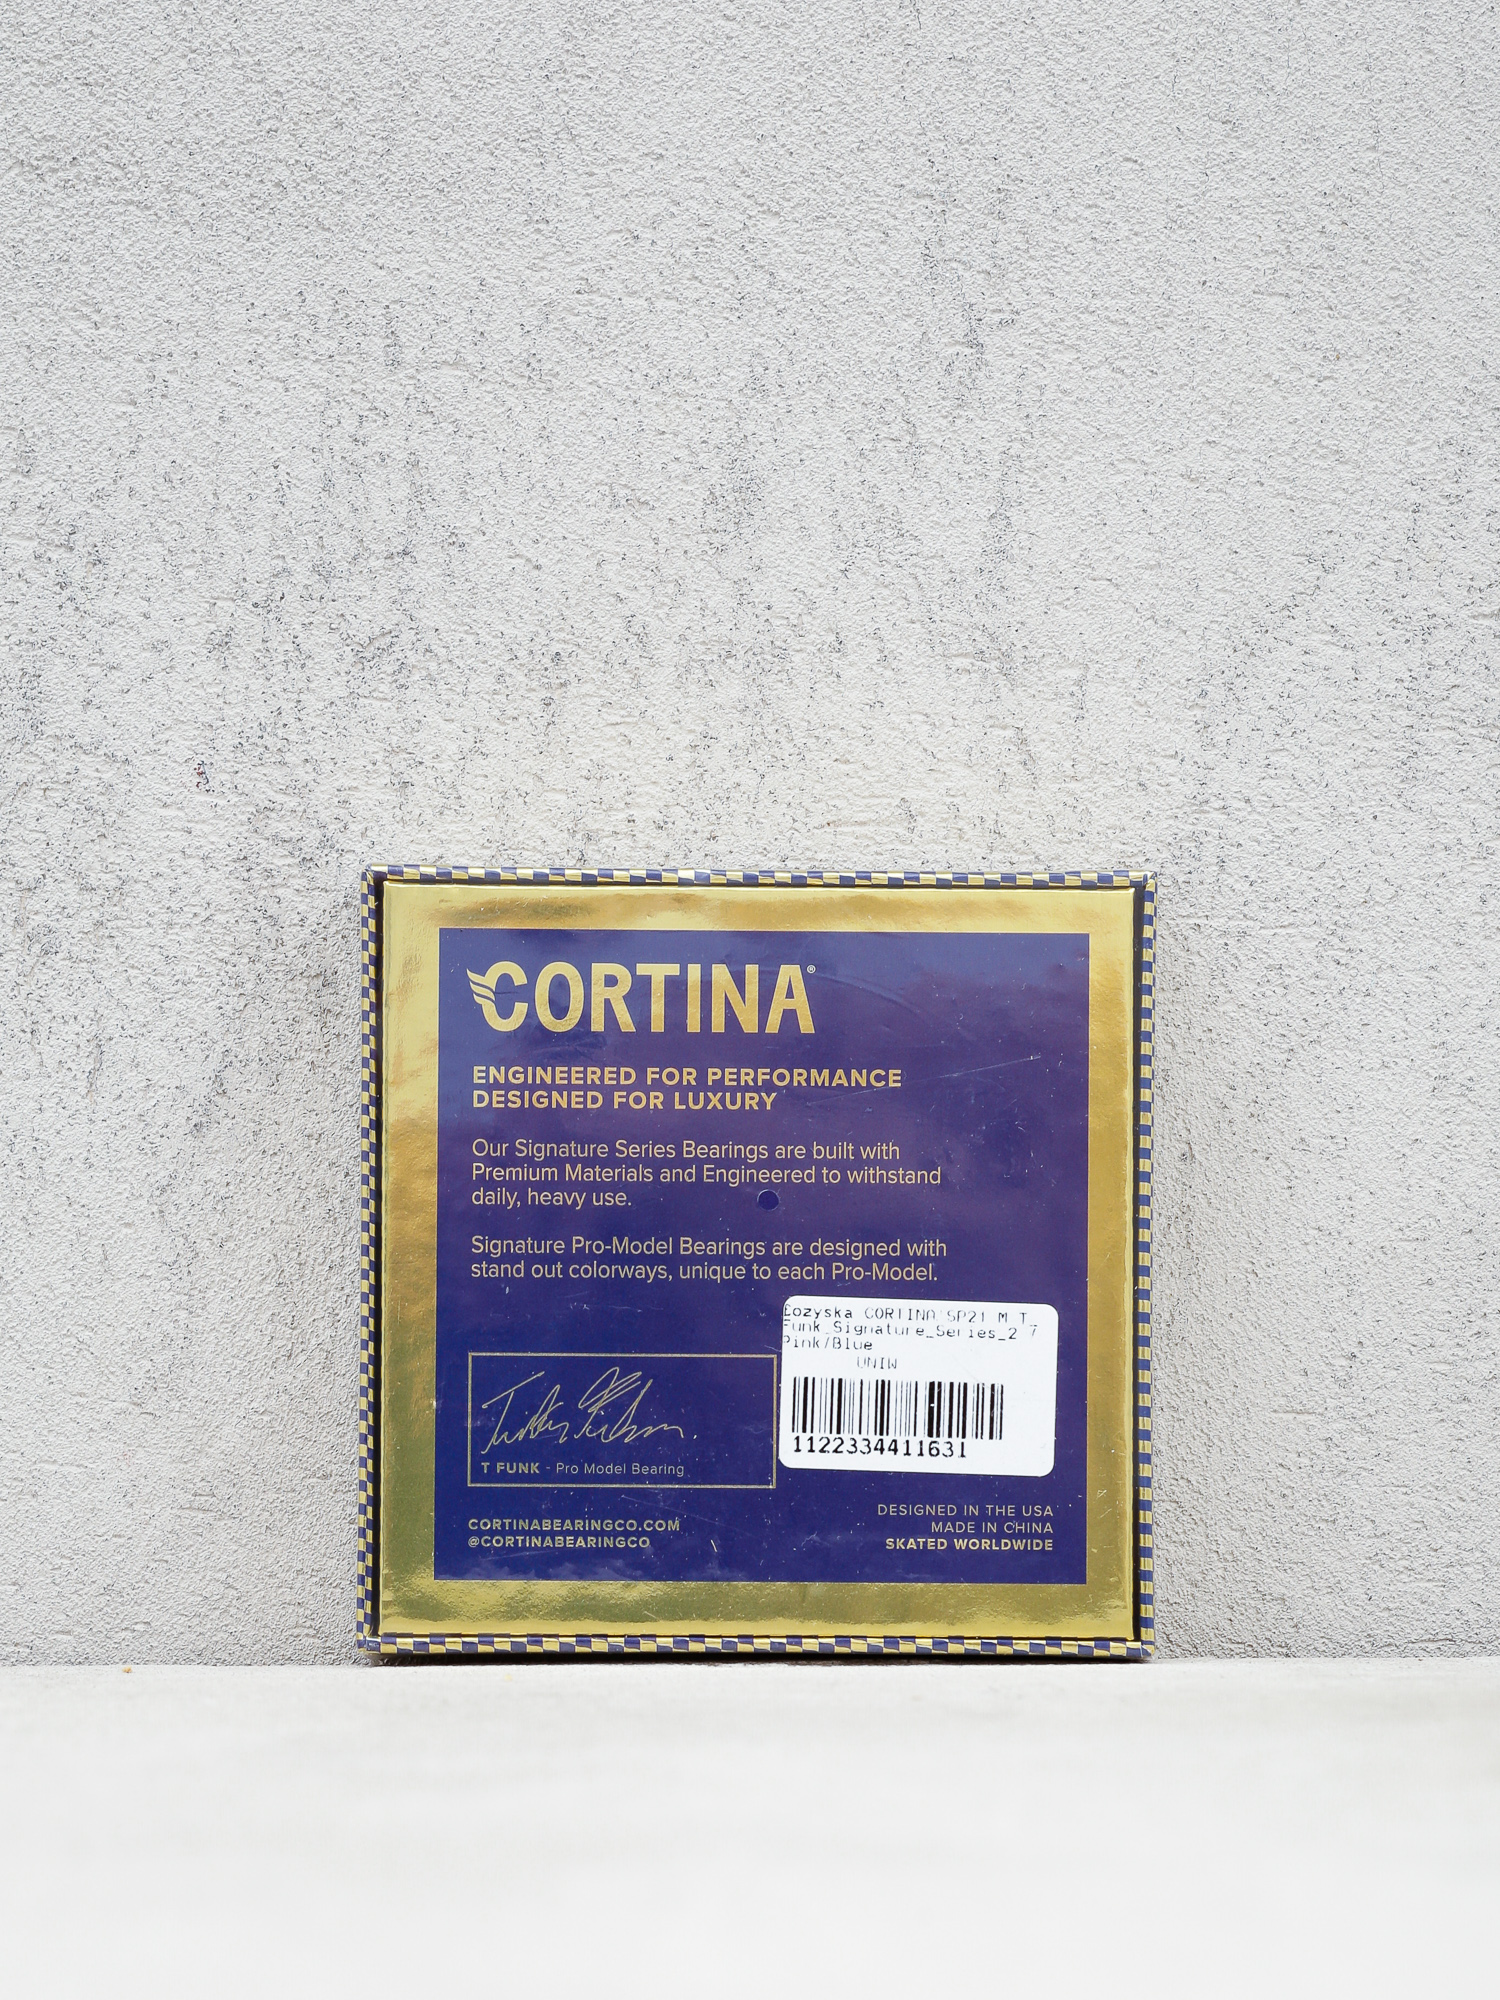 CORTINA®
ENGINEERED FOR PERFORMANCE
DESIGNED FOR LUXURY
Our Signature Series Bearings are built with
Premium Materials and Engineered to withstand
daily, heavy use.
Signature Pro-Model Bearings are designed with
stand out colorways, unique to each Pro-Model.
Łozyska CORTINA SP21 M T_
Funk_Signature_Series_2 7
Pink/Blue
UNIW
1122334411631
T FUNK - Pro Model Bearing
CORTINABEARINGCO.COM
@CORTINABEARINGCO
DESIGNED IN THE USA
MADE IN CHINA
SKATED WORLDWIDE